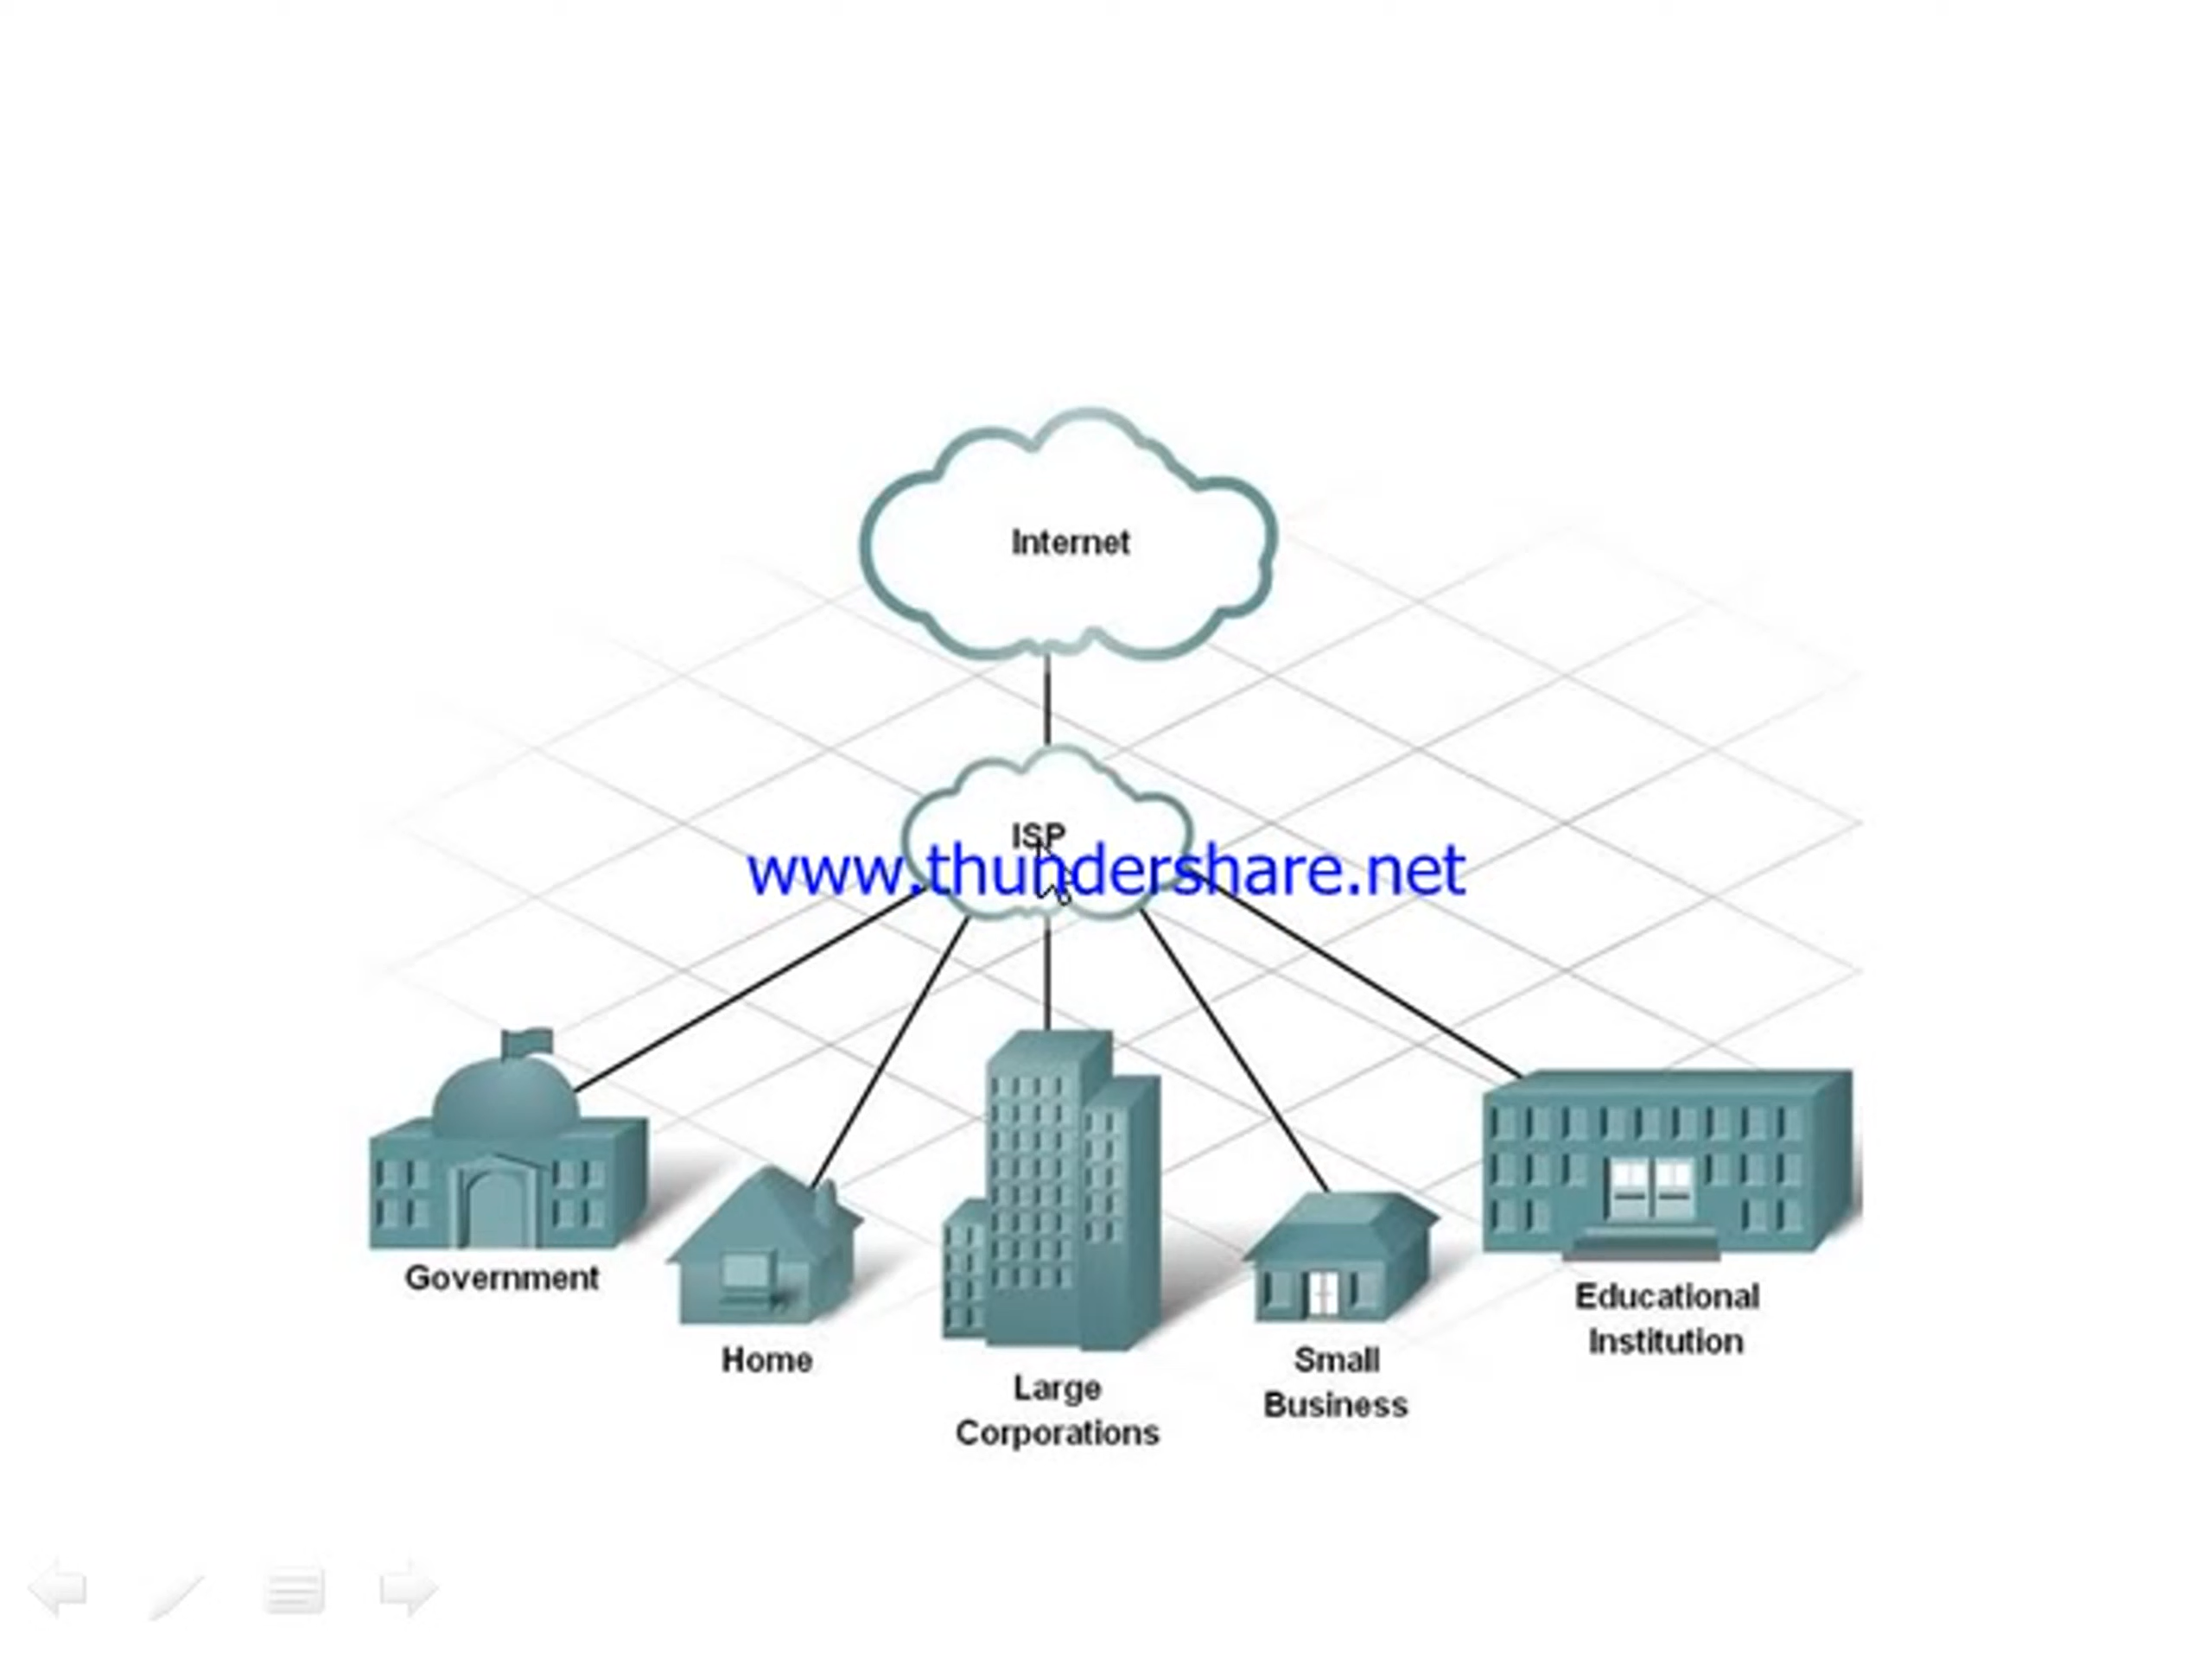 Internet
ISP
www.thundershare.net
Government
Home
Large
Corporations
Small
Business
Educational
Institution